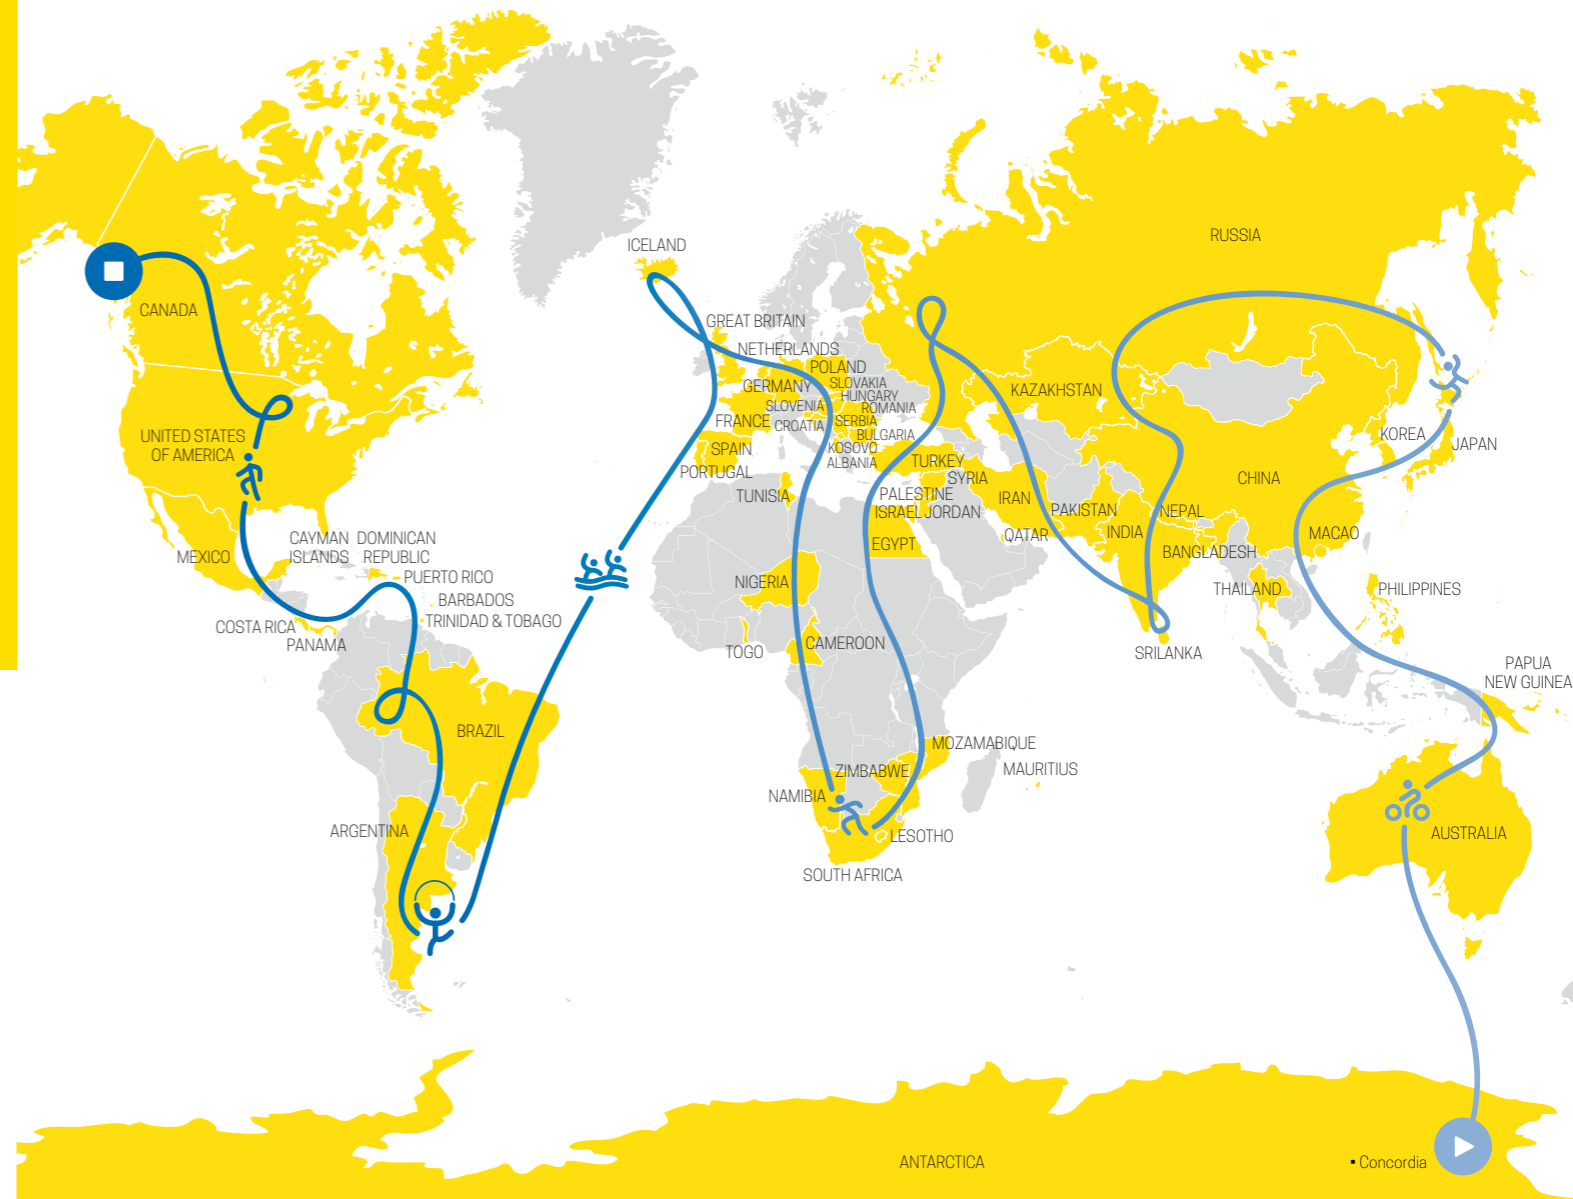 RUSSIA
ICELAND
CANADA
GREAT BRITAIN
NETHERLANDS
POLAND
GERMANY
SLOVAKIA
HUNGARY
SLOVENIA
ROMANIA
KAZAKHSTAN
FRANCE
CROATIA
SERBIA
BULGARIA
KOREA
JAPAN
UNITED STATES
OF AMERICA
SPAIN
KOSOVO
ALBANIA
TURKEY
PORTUGAL
SYRIA
CHINA
TUNISIA
PALESTINE
IRAN
ISRAEL
JORDAN
PAKISTAN
NEPAL
QATAR
INDIA
MACAO
CAYMAN
ISLANDS
DOMINICAN
REPUBLIC
MEXICO
EGYPT
BANGLADESH
PUERTO RICO
NIGERIA
THAILAND
PHILIPPINES
BARBADOS
TRINIDAD & TOBAGO
COSTA RICA
PANAMA
TOGO
CAMEROON
SRILANKA
PAPUA
NEW GUINEA
BRAZIL
MOZAMABIQUE
ZIMBABWE
MAURITIUS
NAMIBIA
ARGENTINA
LESOTHO
AUSTRALIA
SOUTH AFRICA
ANTARCTICA
▪ Concordia